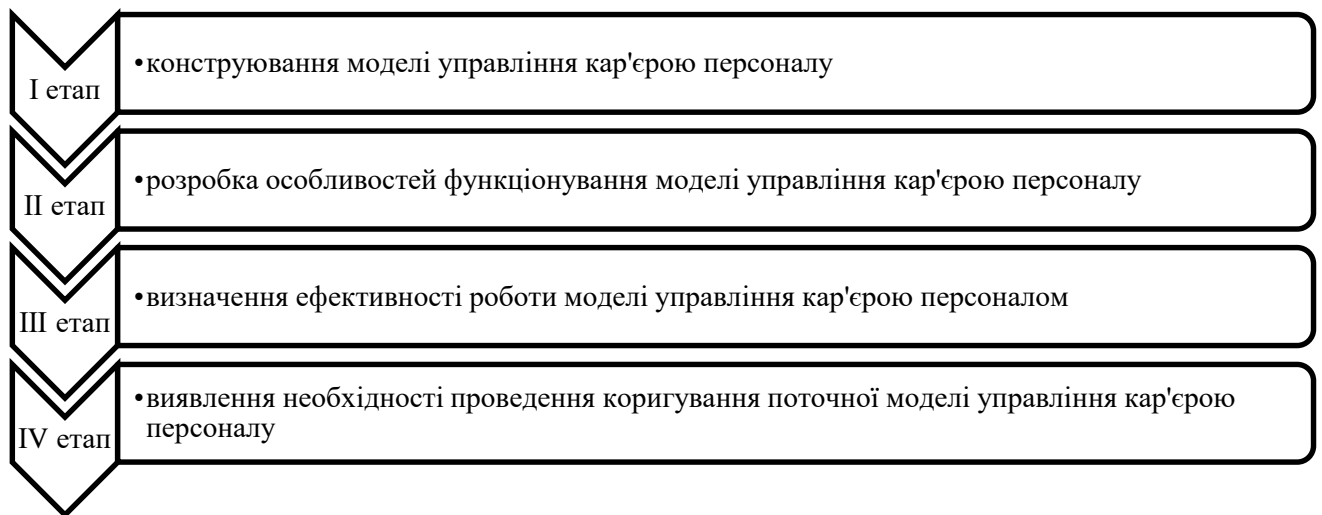 I етап
•конструювання моделі управління кар'єрою персоналу
II етап
•розробка особливостей функціонування моделі управління кар'єрою персоналу
III етап
•визначення ефективності роботи моделі управління кар'єрою персоналом
IV етап
•виявлення необхідності проведення коригування поточної моделі управління кар'єрою
персоналу